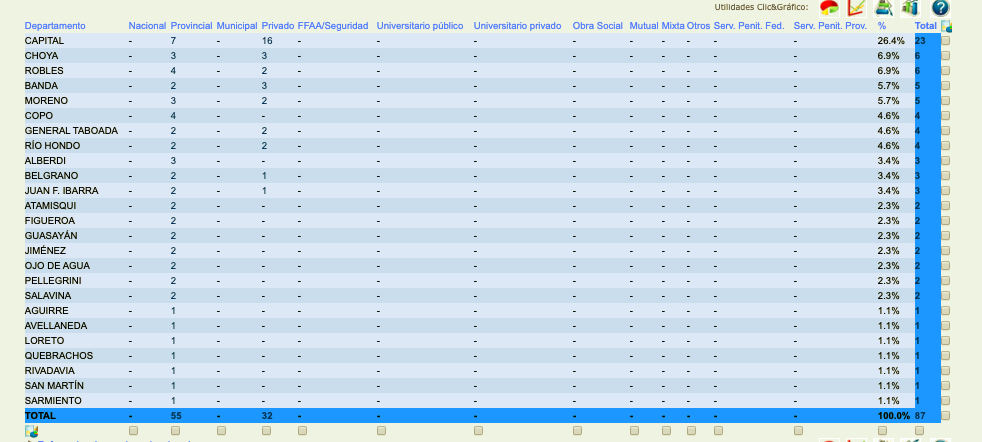 Utilidades Clic&Gráfico:
Departamento Nacional Provincial Municipal Privado FFAA/Seguridad Universitario público Universitario privado Obra Social Mutual Mixta Otros Serv. Penit. Fed. Serv. Penit. Prov. % Total
CAPITAL - 7 - 16 - - - - - - - - - 26.4% 23
CHOYA - 3 - 3 - - - - - - - - - 6.9% 6
ROBLES - 4 - 2 - - - - - - - - - 6.9% 6
BANDA - 2 - 3 - - - - - - - - - 5.7% 5
MORENO - 3 - 2 - - - - - - - - - 5.7% 5
COPO - 4 - - - - - - - - - - - 4.6% 4
GENERAL TABOADA - 2 - 2 - - - - - - - - - 4.6% 4
RÍO HONDO - 2 - 2 - - - - - - - - - 4.6% 4
ALBERDI - 3 - - - - - - - - - - - 3.4% 3
BELGRANO - 2 - 1 - - - - - - - - - 3.4% 3
JUAN F. IBARRA - 2 - 1 - - - - - - - - - 3.4% 3
ATAMISQUI - 2 - - - - - - - - - - - 2.3% 2
FIGUEROA - 2 - - - - - - - - - - - 2.3% 2
GUASAYÁN - 2 - - - - - - - - - - - 2.3% 2
JIMÉNEZ - 2 - - - - - - - - - - - 2.3% 2
OJO DE AGUA - 2 - - - - - - - - - - - 2.3% 2
PELLEGRINI - 2 - - - - - - - - - - - 2.3% 2
SALAVINA - 2 - - - - - - - - - - - 2.3% 2
AGUIRRE - 1 - - - - - - - - - - - 1.1% 1
AVELLANEDA - 1 - - - - - - - - - - - 1.1% 1
LORETO - 1 - - - - - - - - - - - 1.1% 1
QUEBRACHOS - 1 - - - - - - - - - - - 1.1% 1
RIVADAVIA - 1 - - - - - - - - - - - 1.1% 1
SAN MARTÍN - 1 - - - - - - - - - - - 1.1% 1
SARMIENTO - 1 - - - - - - - - - - - 1.1% 1
TOTAL - 55 - 32 - - - - - - - - - 100.0% 87